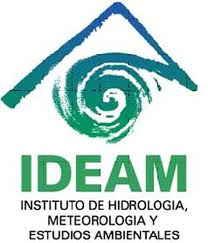 IDEAM
INSTITUTO DE HIDROLOGIA,
METEOROLOGIA Y
ESTUDIOS AMBIENTALES